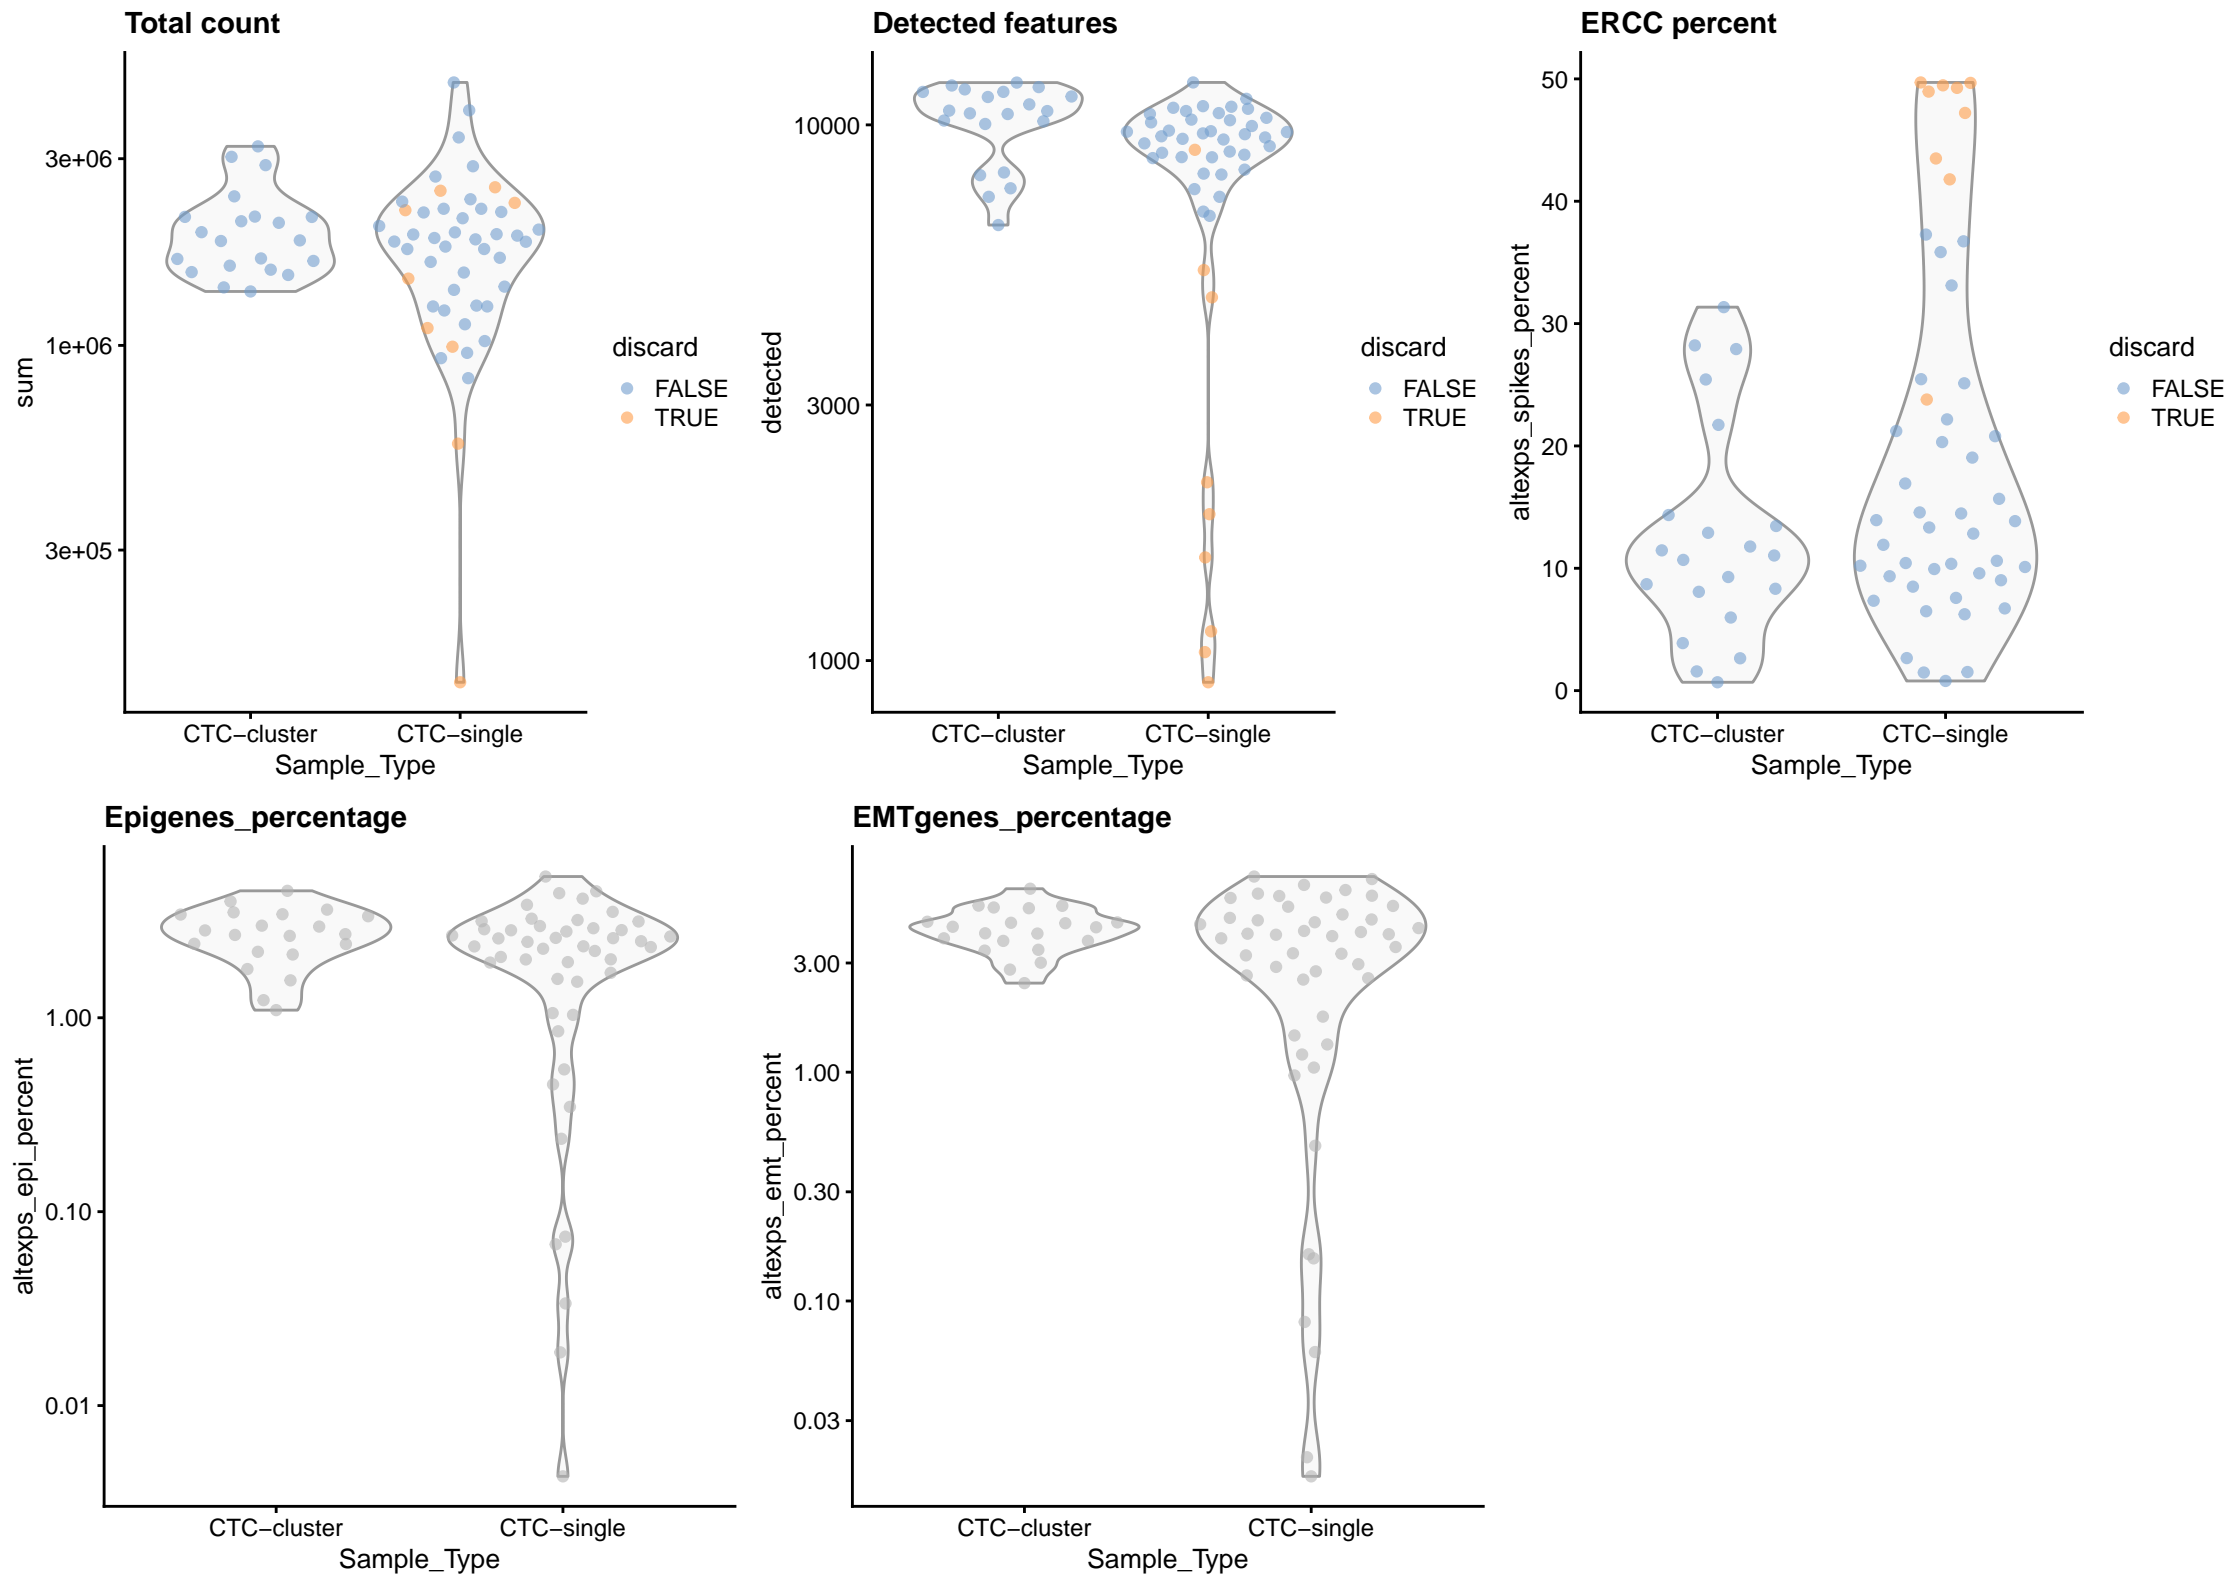 Total count
sum
3e+06
1e+06
3e+05
CTC−cluster
CTC−single
Sample_Type
discard
FALSE
TRUE
Detected features
detected
10000
3000
1000
CTC−cluster
CTC−single
Sample_Type
discard
FALSE
TRUE
ERCC percent
altexps_spikes_percent
50
40
30
20
10
0
CTC−cluster
CTC−single
Sample_Type
discard
FALSE
TRUE
Epigenes_percentage
altexps_epi_percent
1.00
0.10
0.01
CTC−cluster
CTC−single
Sample_Type
EMTgenes_percentage
altexps_emt_percent
3.00
1.00
0.30
0.10
0.03
CTC−cluster
CTC−single
Sample_Type